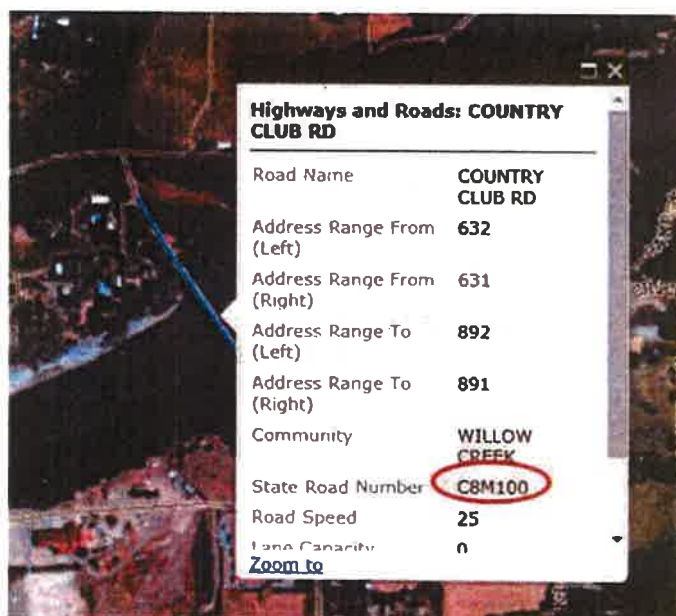 Highways and Roads: COUNTRY
CLUB RD
Road Name COUNTRY
CLUB RD
Address Range From 632
(Left)
Address Range From 631
(Right)
Address Range To 892
(Left)
Address Range To 891
(Right)
Community WILLOW
CREEK
State Road Number C8M100
Road Speed 25
Lane Capacity 0
Zoom to